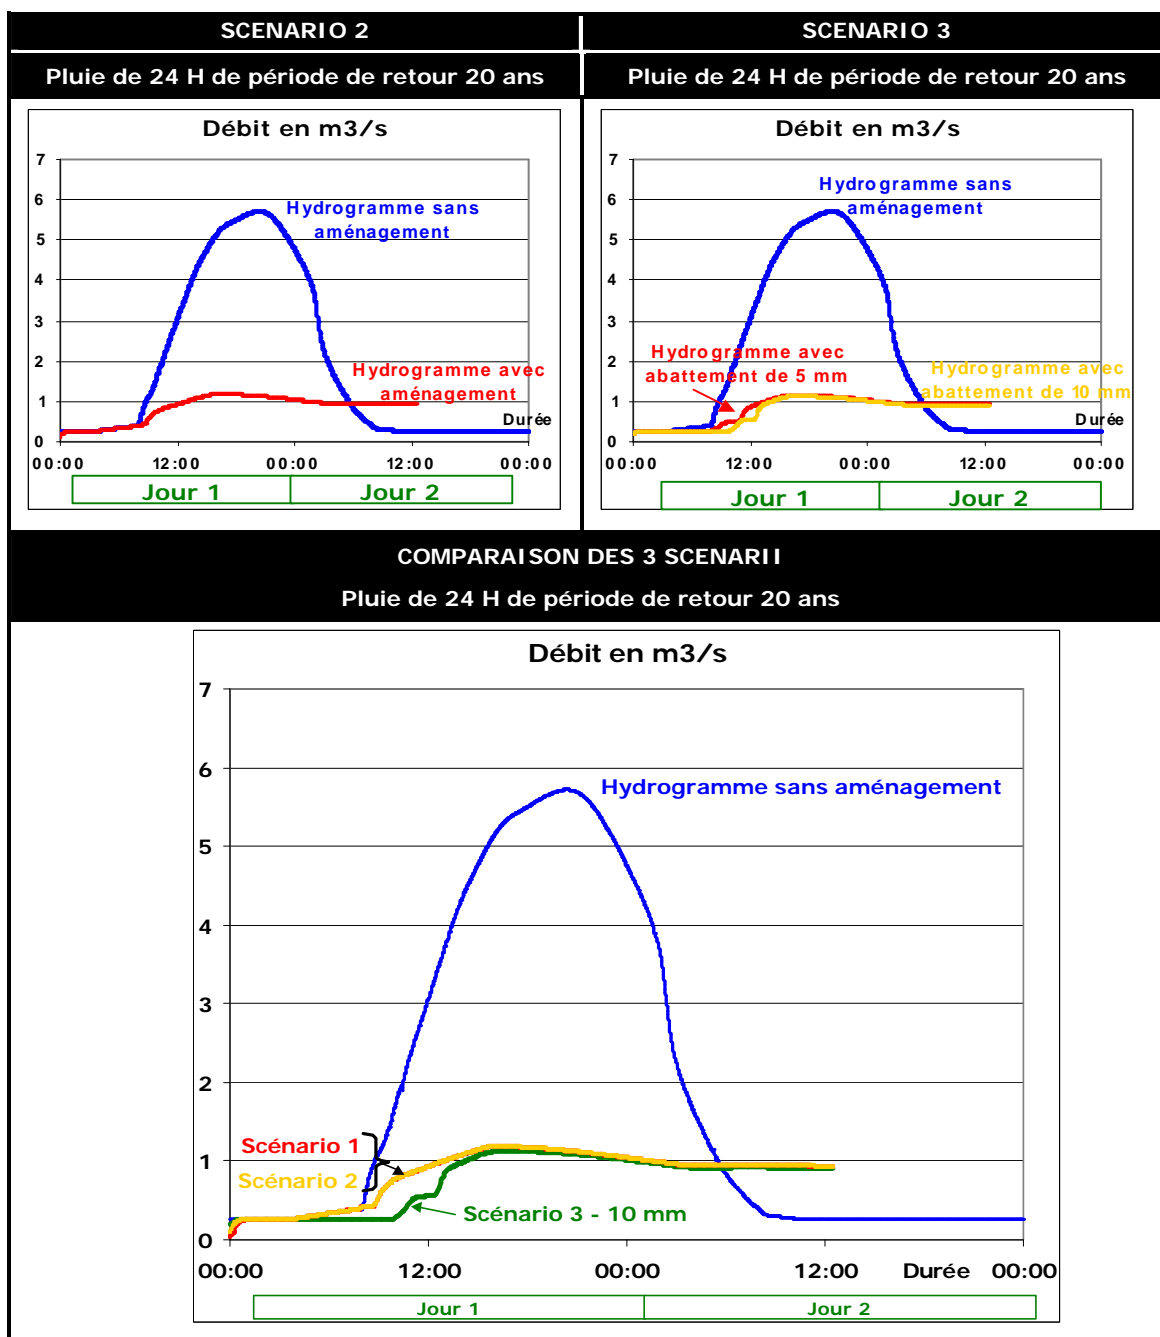 SCENARIO 2
Pluie de 24 H de période de retour 20 ans
Débit en m3/s
7
6
5
4
3
2
1
0
Hydrogramme sans
aménagement
Hydrogramme avec
aménagement
Durée
00:00 12:00 00:00 12:00 00:00
Jour 1 Jour 2
SCENARIO 3
Pluie de 24 H de période de retour 20 ans
Débit en m3/s
7
6
5
4
3
2
1
0
Hydrogramme sans
aménagement
Hydrogramme avec
abattement de 5 mm
Hydrogramme avec
abattement de 10 mm
Durée
00:00 12:00 00:00 12:00 00:00
Jour 1 Jour 2
COMPARAISON DES 3 SCENARII
Pluie de 24 H de période de retour 20 ans
Débit en m3/s
7
6
5
4
3
2
1
0
Hydrogramme sans aménagement
Scénario 1
Scénario 2
Scénario 3 - 10 mm
00:00 12:00 00:00 12:00 Durée 00:00
Jour 1 Jour 2